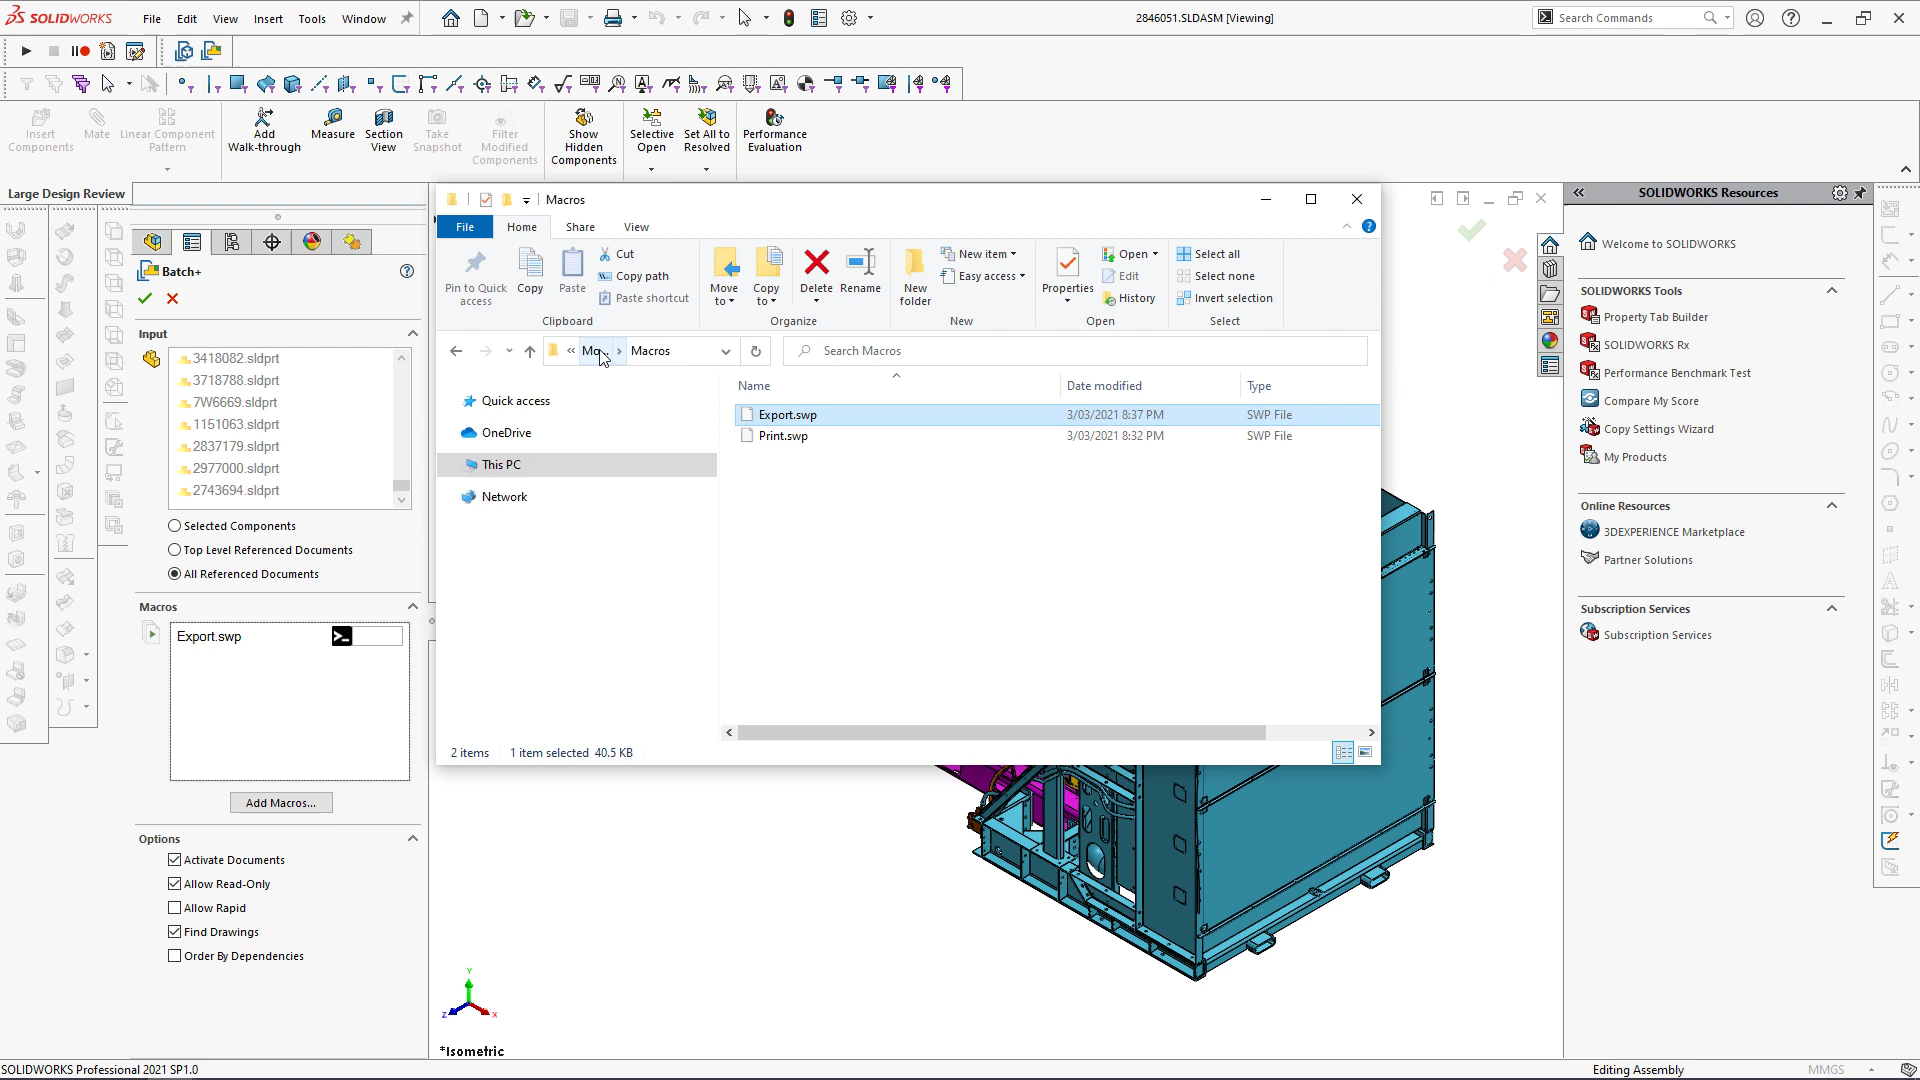 SOLIDWORKS File Edit View Insert Tools Window
2846051.SLDASM [Viewing]
Search Commands
Insert Components
Mate
Linear Component Pattern
Add Walk-through
Measure
Section View
Take Snapshot
Filter Modified Components
Show Hidden Components
Selective Open
Set All to Resolved
Performance Evaluation
Large Design Review
Batch+
Input
3418082.sldprt
3718788.sldprt
7W6669.sldprt
1151063.sldprt
2837179.sldprt
2977000.sldprt
2743694.sldprt
Selected Components
Top Level Referenced Documents
All Referenced Documents
Macros
Export.swp
Add Macros...
Options
Activate Documents
Allow Read-Only
Allow Rapid
Find Drawings
Order By Dependencies
Macros
File Home Share View
Pin to Quick access
Copy
Paste
Cut
Copy path
Paste shortcut
Clipboard
Move to
Copy to
Delete
Rename
Organize
New folder
New item
Easy access
New
Properties
Open
Edit
History
Open
Select all
Select none
Invert selection
Select
« Mo... › Macros
Search Macros
Quick access
OneDrive
This PC
Network
Name Date modified Type
Export.swp 3/03/2021 8:37 PM SWP File
Print.swp 3/03/2021 8:32 PM SWP File
2 items 1 item selected 40.5 KB
Y
Z
X
*Isometric
SOLIDWORKS Resources
Welcome to SOLIDWORKS
SOLIDWORKS Tools
Property Tab Builder
SOLIDWORKS Rx
Performance Benchmark Test
Compare My Score
Copy Settings Wizard
My Products
Online Resources
3DEXPERIENCE Marketplace
Partner Solutions
Subscription Services
Subscription Services
SOLIDWORKS Professional 2021 SP1.0
Editing Assembly
MMGS